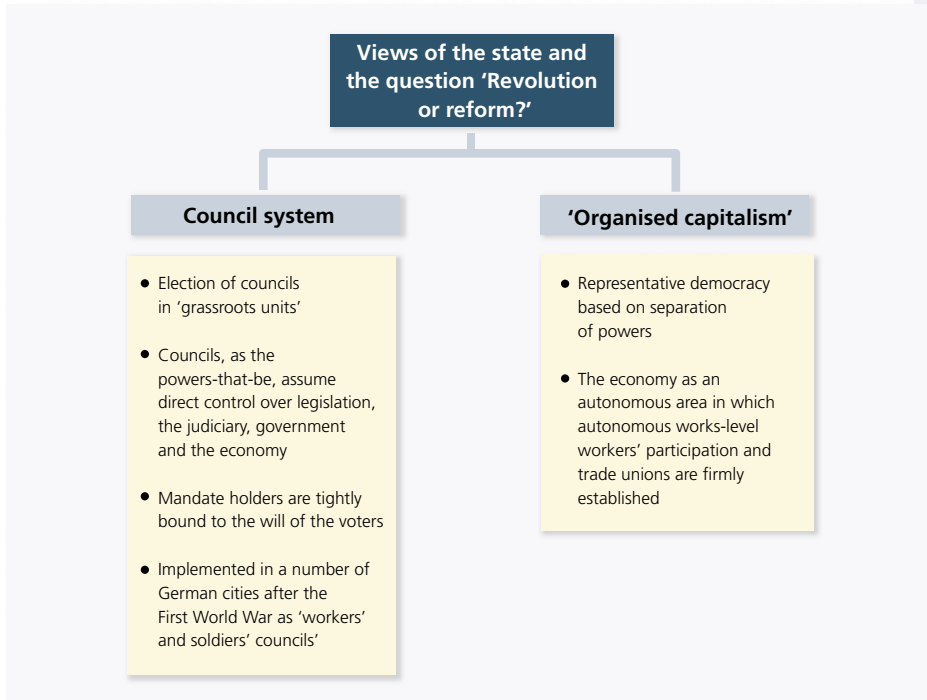 Views of the state and
the question ‘Revolution
or reform?’
Council system
• Election of councils
in ‘grassroots units’
• Councils, as the
powers-that-be, assume
direct control over legislation,
the judiciary, government
and the economy
• Mandate holders are tightly
bound to the will of the voters
• Implemented in a number of
German cities after the
First World War as ‘workers’
and soldiers’ councils’
‘Organised capitalism’
• Representative democracy
based on separation
of powers
• The economy as an
autonomous area in which
autonomous works-level
workers’ participation and
trade unions are firmly
established